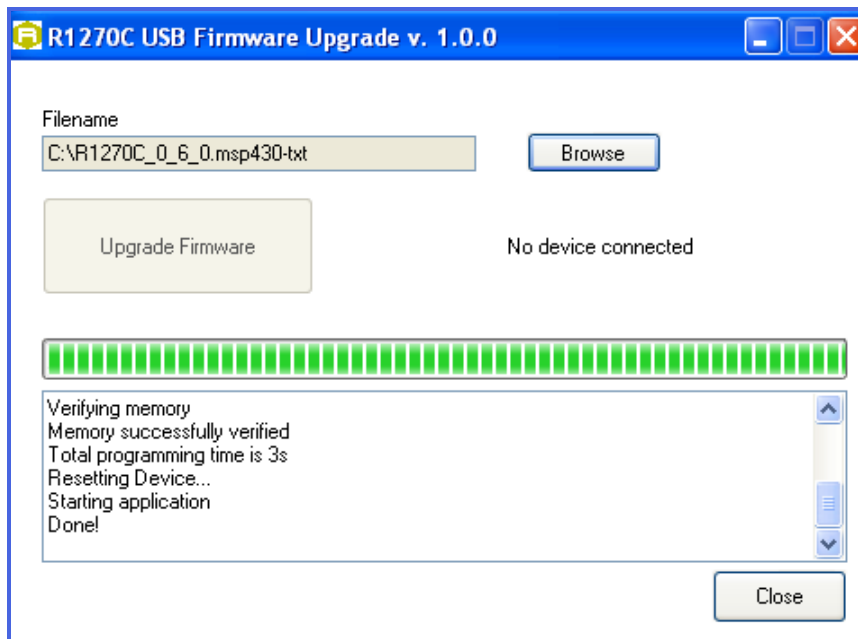 R1270C USB Firmware Upgrade v. 1.0.0
Filename
C:\R1270C_0_6_0.msp430-txt
Browse
Upgrade Firmware
No device connected
Verifying memory
Memory successfully verified
Total programming time is 3s
Resetting Device...
Starting application
Done!
Close